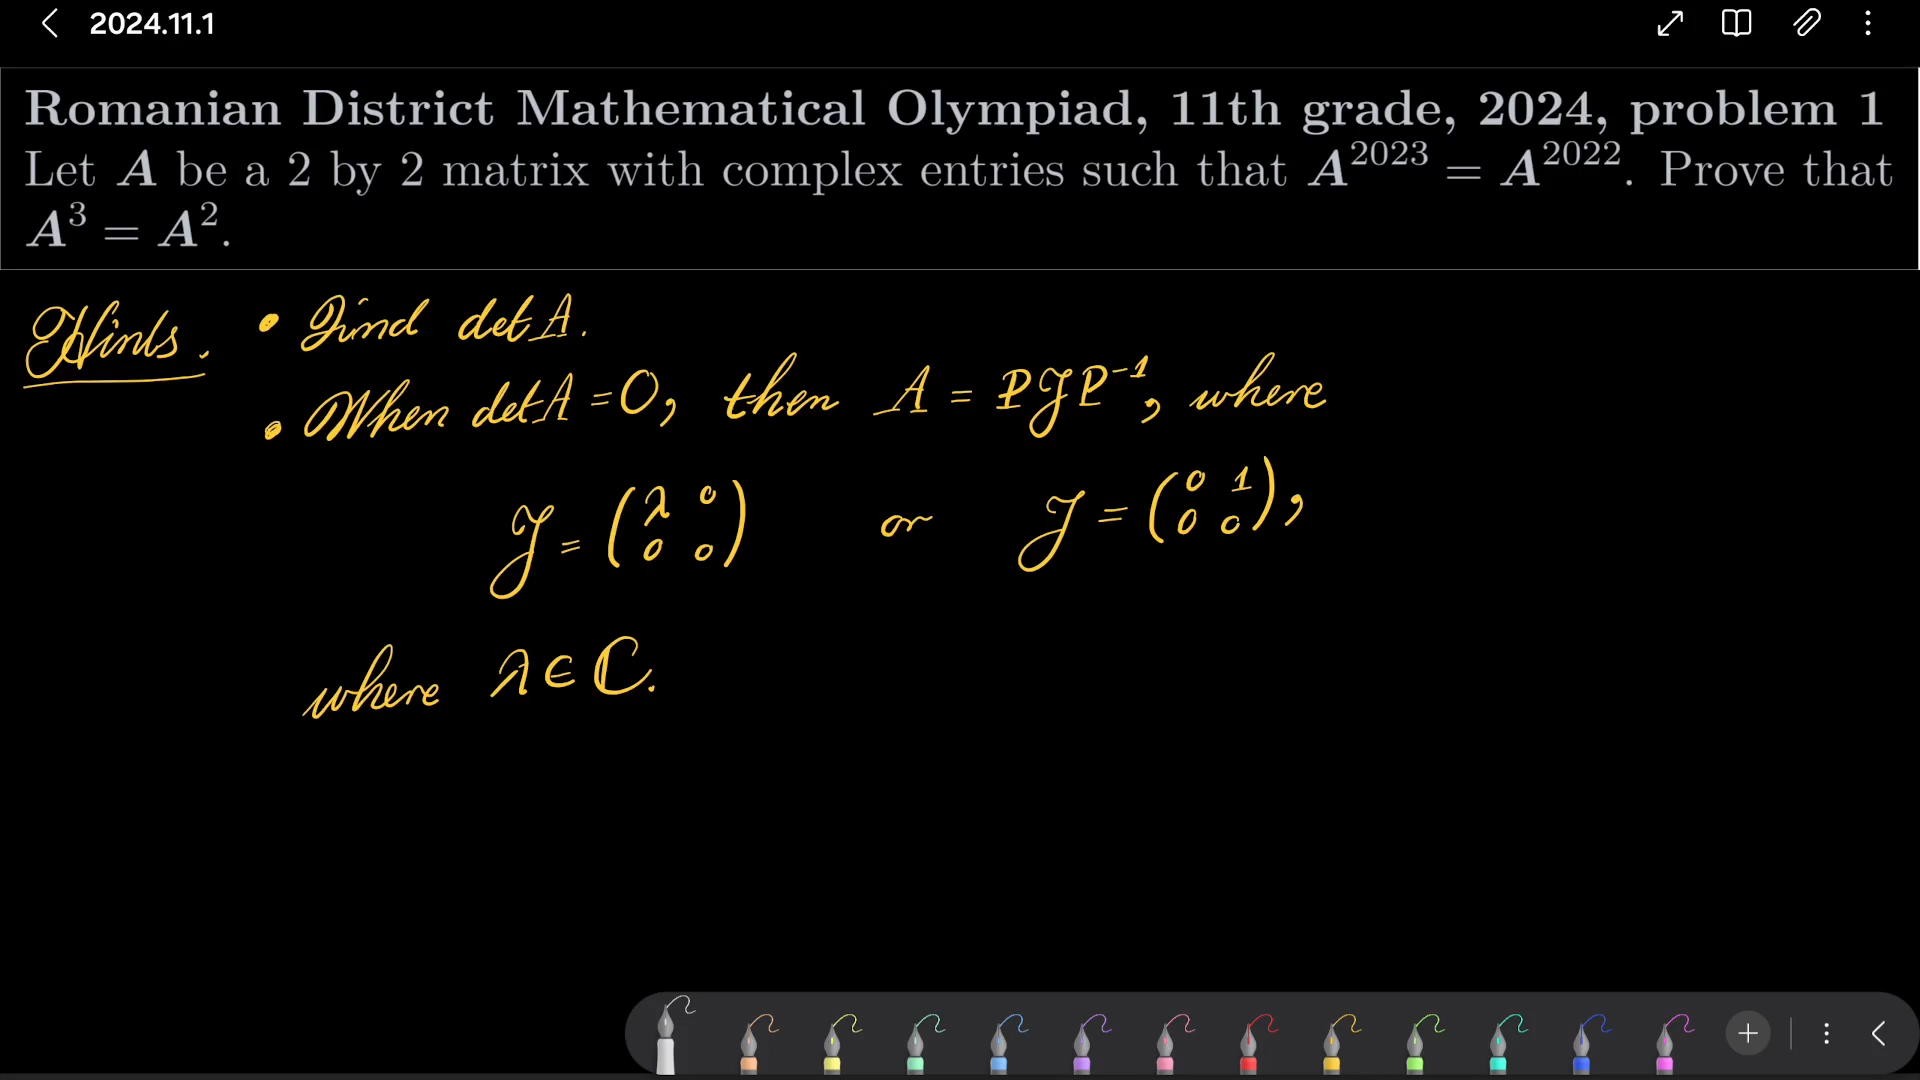 2024.11.1
Romanian District Mathematical Olympiad, 11th grade, 2024, problem 1
Let A be a 2 by 2 matrix with complex entries such that A^2023 = A^2022. Prove that
A^3 = A^2.
Hints. • Find det A.
• When det A = 0, then A = PJP^-1, where
J = (λ 0 ; 0 0) or J = (0 1 ; 0 0),
where λ ∈ ℂ.